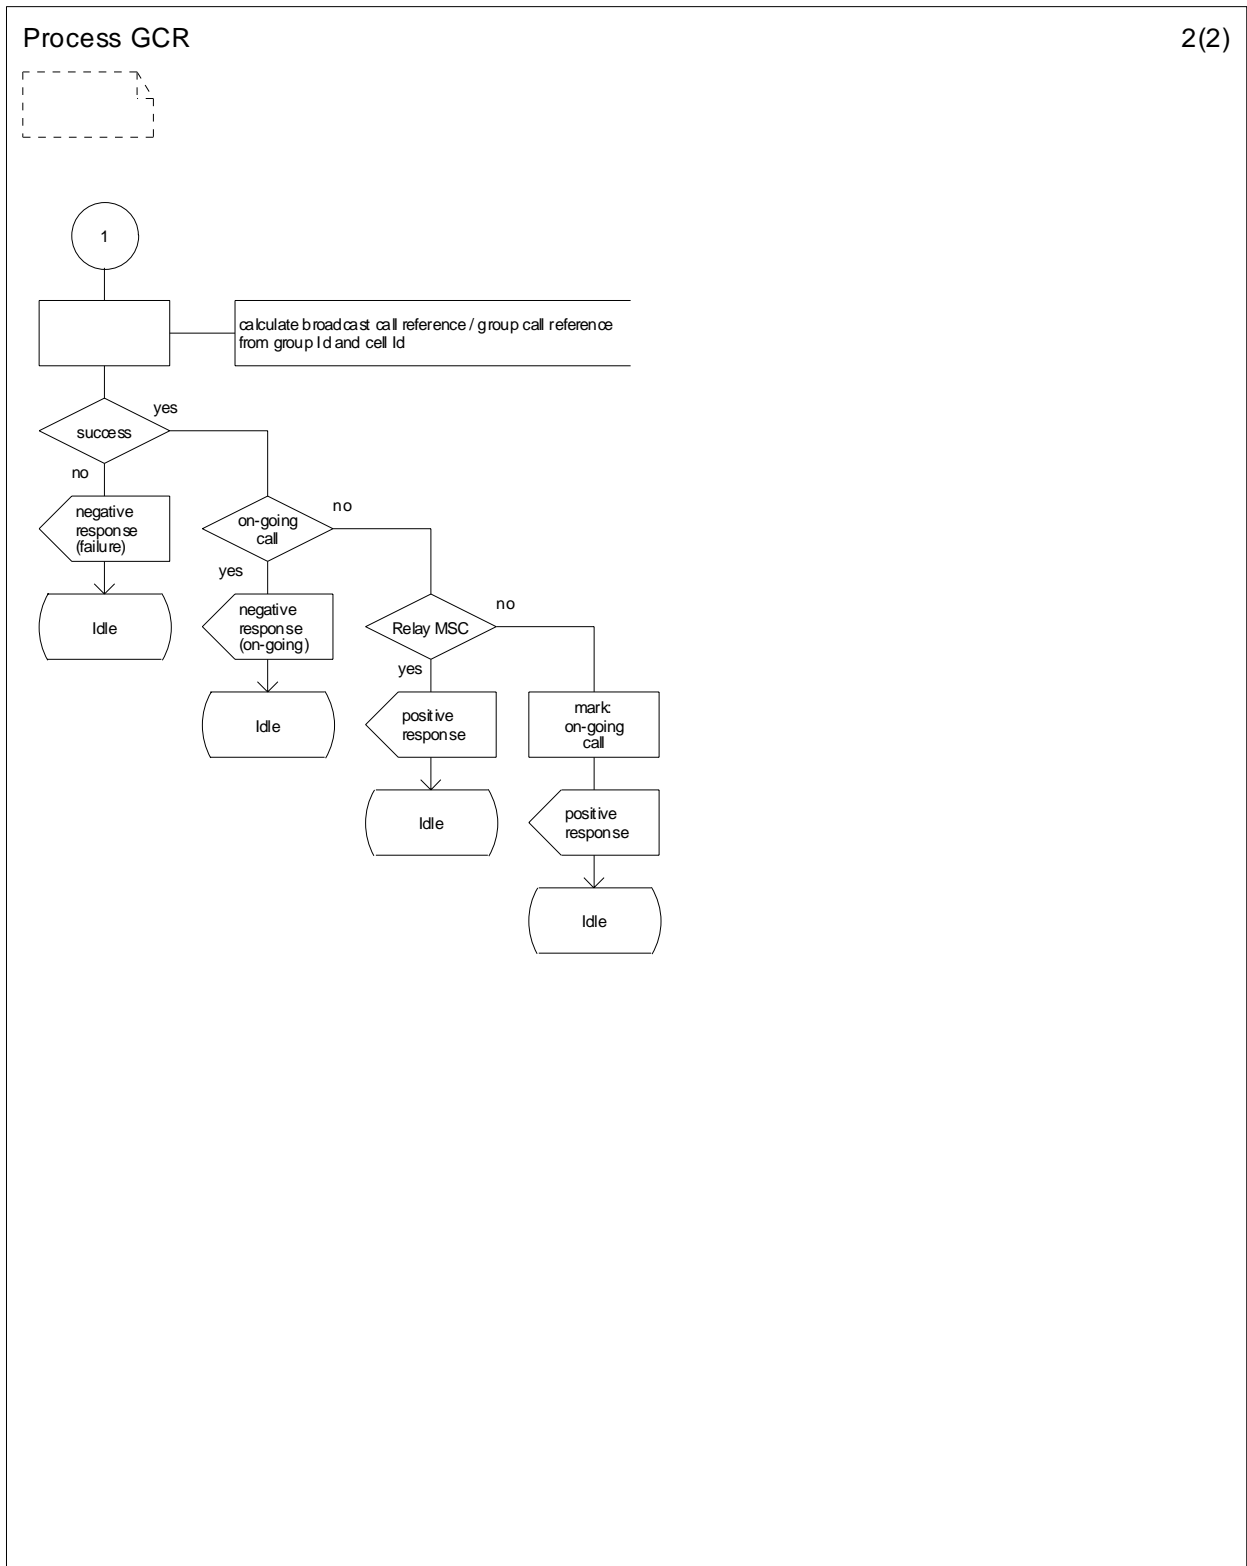 Process GCR
2(2)
1
calculate broadcast call reference / group call reference
from group Id and cell Id
yes
success
no
negative
response
(failure)
Idle
no
on-going
call
yes
negative
response
(on-going)
Idle
no
Relay MSC
yes
positive
response
Idle
mark:
on-going
call
positive
response
Idle